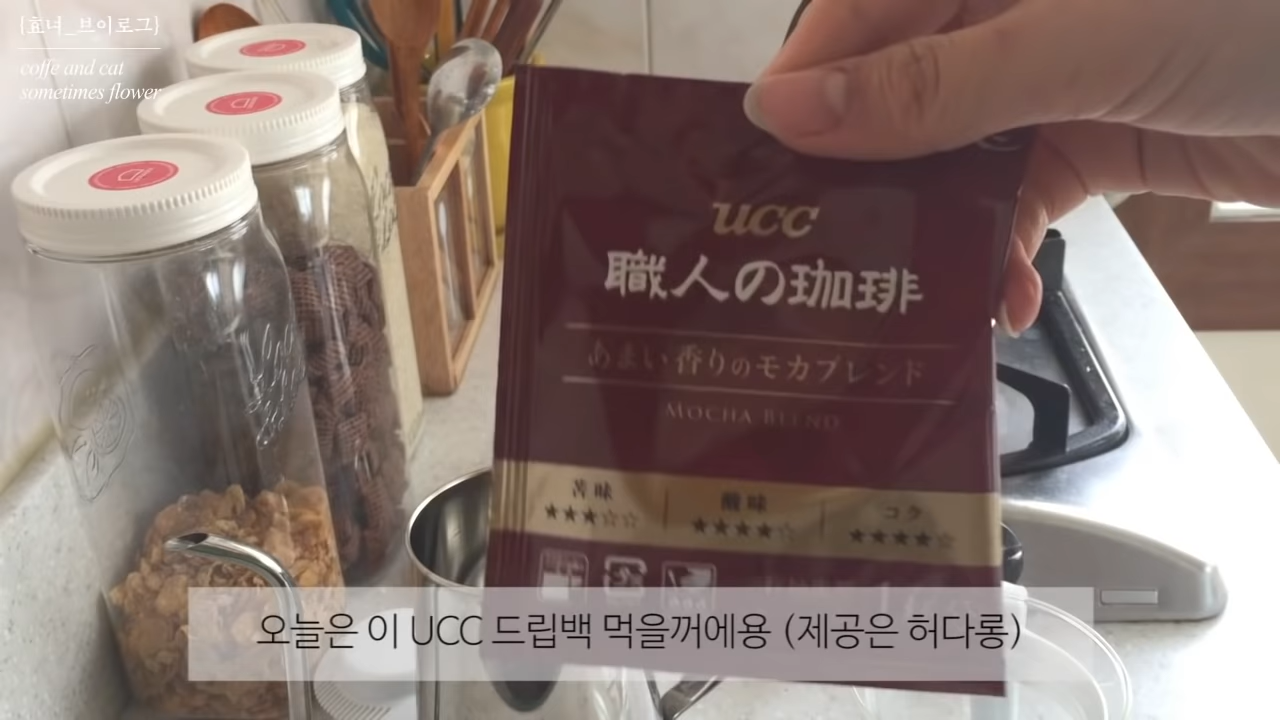 {효녀_브이로그}
coffe and cat
sometimes flower
ucc
職人の珈琲
あまい香りのモカブレンド
MOCHA BLEND
苦味 酸味 コク
★★★☆☆ ★★★★☆ ★★★★☆
오늘은 이 UCC 드립백 먹을꺼에용 (제공은 허다롱)